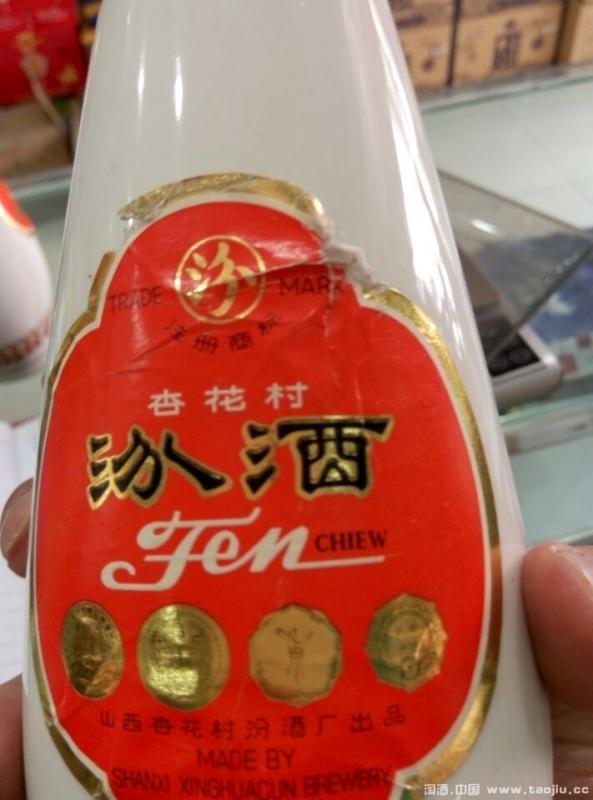 汾
TRADE MARK
注册商标
杏花村
汾酒
Fen CHIEW
山西杏花村汾酒厂出品
MADE BY
SHANXI XINGHUACUN BREWERY
淘酒.中国 www.taojiu.cc